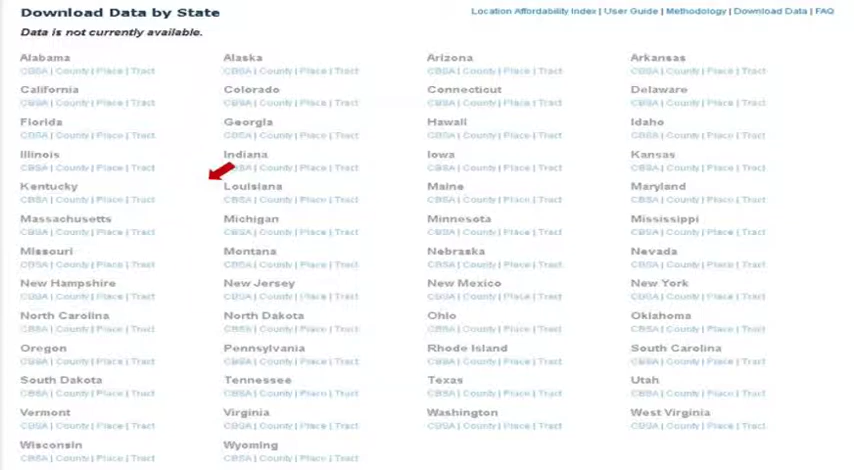 Download Data by State
Location Affordability Index | User Guide | Methodology | Download Data | FAQ
Data is not currently available.
Alabama Alaska Arizona Arkansas
CBSA | County | Place | Tract CBSA | County | Place | Tract CBSA | County | Place | Tract CBSA | County | Place | Tract
California Colorado Connecticut Delaware
CBSA | County | Place | Tract CBSA | County | Place | Tract CBSA | County | Place | Tract CBSA | County | Place | Tract
Florida Georgia Hawaii Idaho
CBSA | County | Place | Tract CBSA | County | Place | Tract CBSA | County | Place | Tract CBSA | County | Place | Tract
Illinois Indiana Iowa Kansas
CBSA | County | Place | Tract CBSA | County | Place | Tract CBSA | County | Place | Tract CBSA | County | Place | Tract
Kentucky Louisiana Maine Maryland
CBSA | County | Place | Tract CBSA | County | Place | Tract CBSA | County | Place | Tract CBSA | County | Place | Tract
Massachusetts Michigan Minnesota Mississippi
CBSA | County | Place | Tract CBSA | County | Place | Tract CBSA | County | Place | Tract CBSA | County | Place | Tract
Missouri Montana Nebraska Nevada
CBSA | County | Place | Tract CBSA | County | Place | Tract CBSA | County | Place | Tract CBSA | County | Place | Tract
New Hampshire New Jersey New Mexico New York
CBSA | County | Place | Tract CBSA | County | Place | Tract CBSA | County | Place | Tract CBSA | County | Place | Tract
North Carolina North Dakota Ohio Oklahoma
CBSA | County | Place | Tract CBSA | County | Place | Tract CBSA | County | Place | Tract CBSA | County | Place | Tract
Oregon Pennsylvania Rhode Island South Carolina
CBSA | County | Place | Tract CBSA | County | Place | Tract CBSA | County | Place | Tract CBSA | County | Place | Tract
South Dakota Tennessee Texas Utah
CBSA | County | Place | Tract CBSA | County | Place | Tract CBSA | County | Place | Tract CBSA | County | Place | Tract
Vermont Virginia Washington West Virginia
CBSA | County | Place | Tract CBSA | County | Place | Tract CBSA | County | Place | Tract CBSA | County | Place | Tract
Wisconsin Wyoming
CBSA | County | Place | Tract CBSA | County | Place | Tract